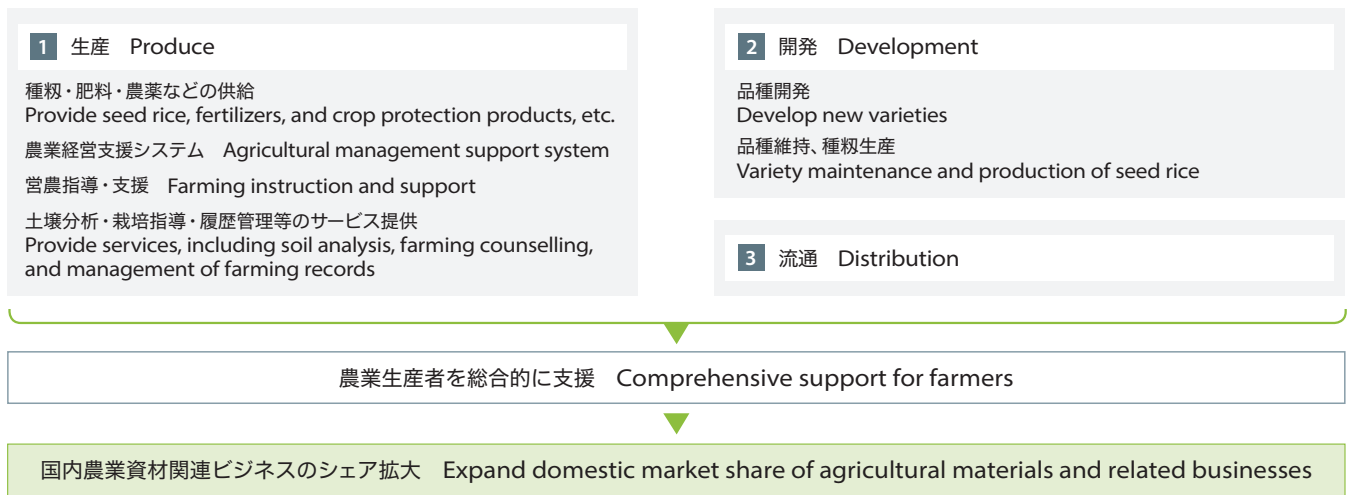 1 生産 Produce
種籾・肥料・農薬などの供給
Provide seed rice, fertilizers, and crop protection products, etc.
農業経営支援システム Agricultural management support system
営農指導・支援 Farming instruction and support
土壌分析・栽培指導・履歴管理等のサービス提供
Provide services, including soil analysis, farming counselling,
and management of farming records
2 開発 Development
品種開発
Develop new varieties
品種維持、種籾生産
Variety maintenance and production of seed rice
3 流通 Distribution
農業生産者を総合的に支援 Comprehensive support for farmers
国内農業資材関連ビジネスのシェア拡大 Expand domestic market share of agricultural materials and related businesses